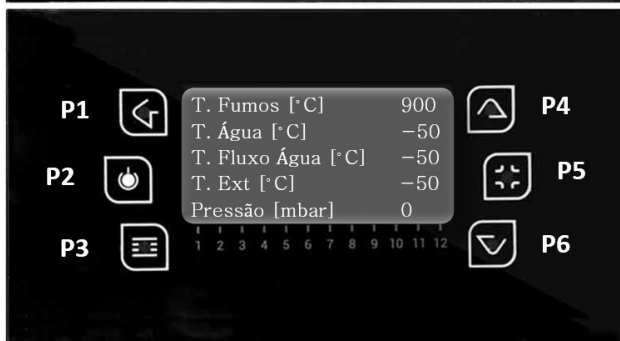 P1
P2
P3
T. Fumos [°C] 900
T. Água [°C] −50
T. Fluxo Água [°C] −50
T. Ext [°C] −50
Pressão [mbar] 0
1 2 3 4 5 6 7 8 9 10 11 12
P4
P5
P6